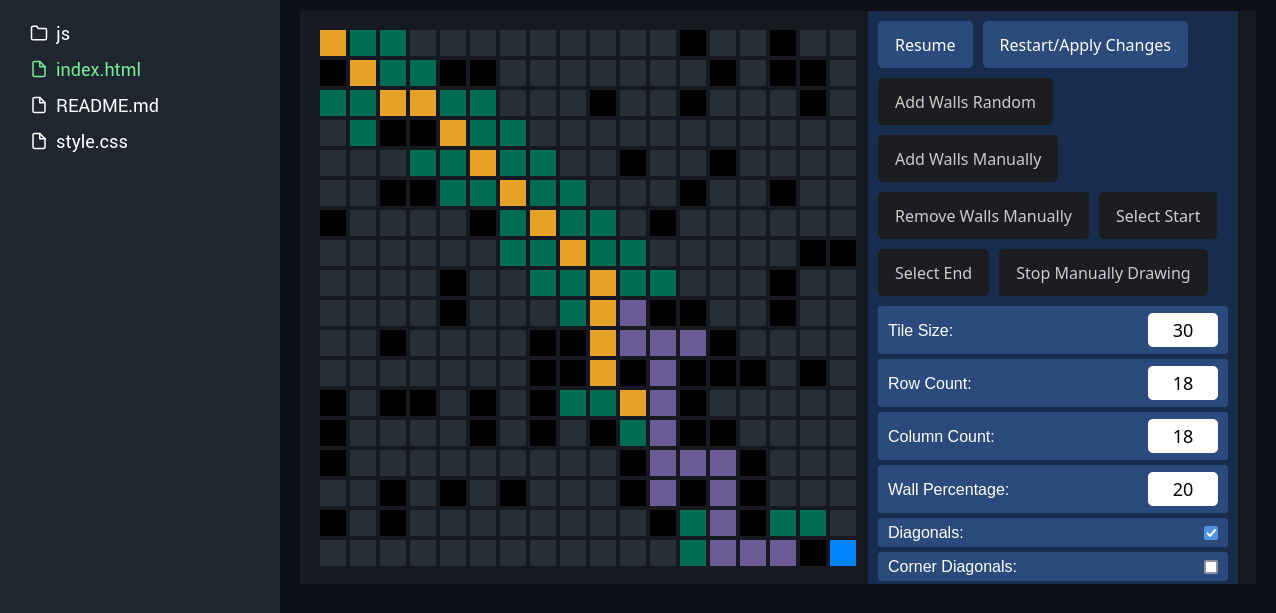 js
index.html
README.md
style.css
Resume
Restart/Apply Changes
Add Walls Random
Add Walls Manually
Remove Walls Manually
Select Start
Select End
Stop Manually Drawing
Tile Size: 30
Row Count: 18
Column Count: 18
Wall Percentage: 20
Diagonals:
Corner Diagonals: